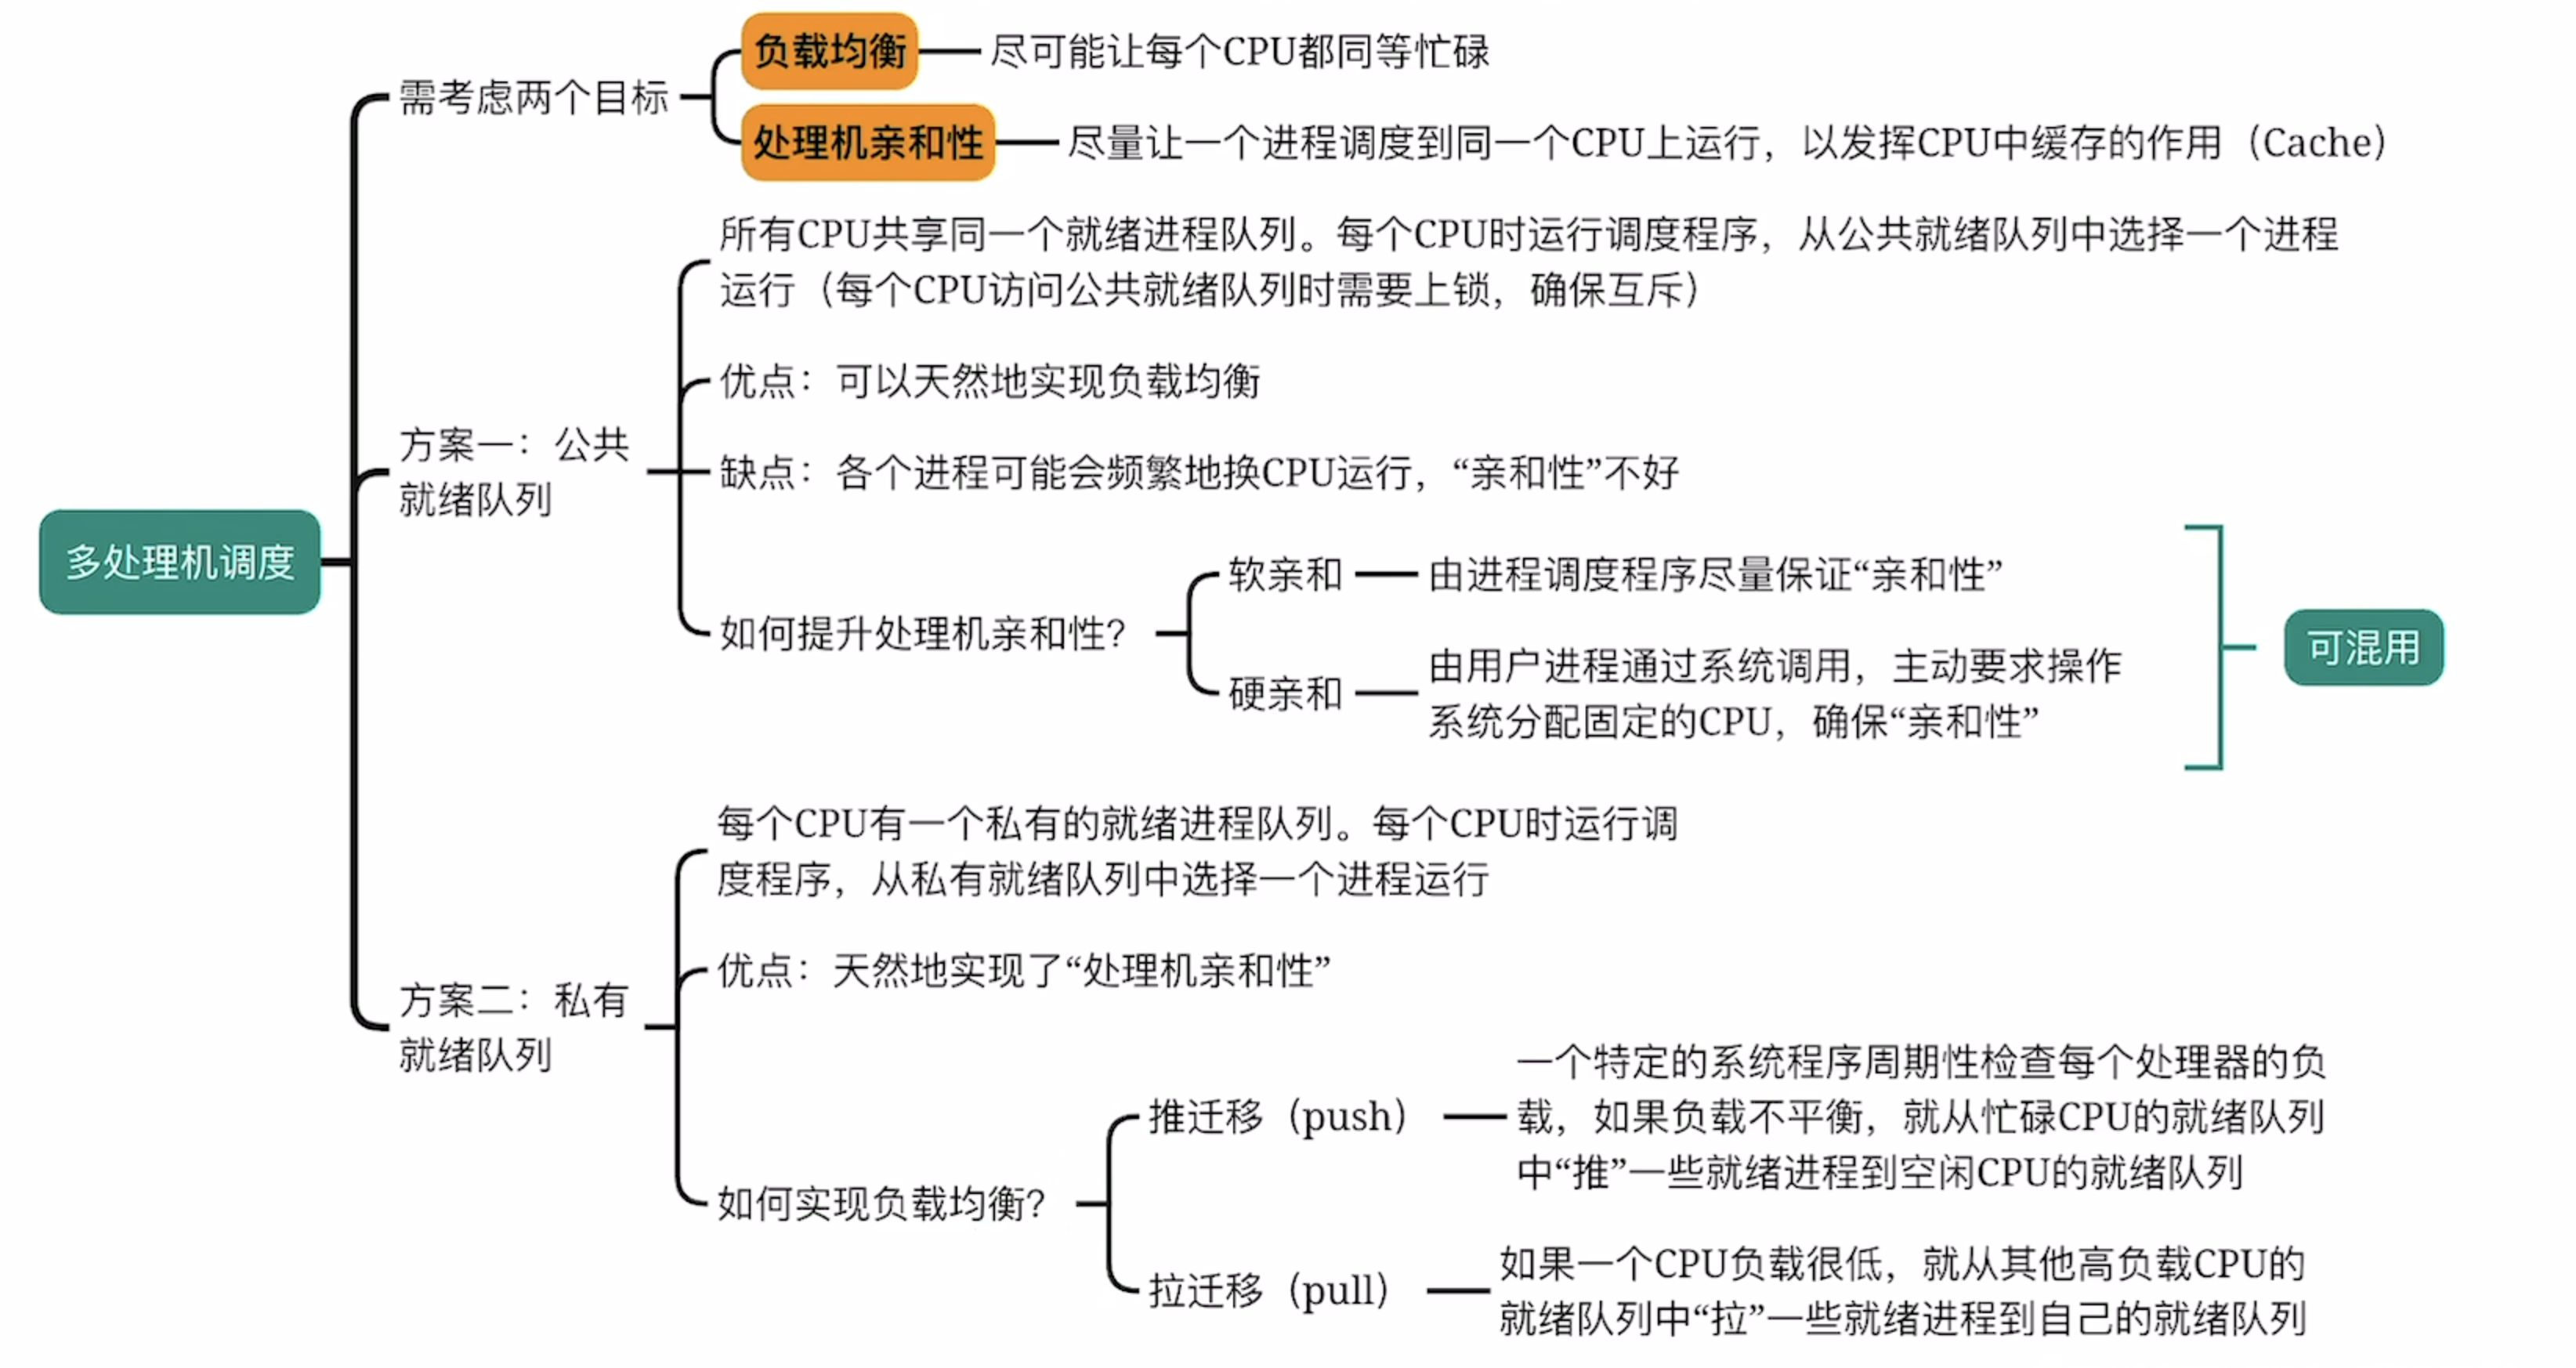 负载均衡
尽可能让每个CPU都同等忙碌
需考虑两个目标
处理机亲和性
尽量让一个进程调度到同一个CPU上运行，以发挥CPU中缓存的作用（Cache）
所有CPU共享同一个就绪进程队列。每个CPU时运行调度程序，从公共就绪队列中选择一个进程
运行（每个CPU访问公共就绪队列时需要上锁，确保互斥）
优点：可以天然地实现负载均衡
方案一：公共
就绪队列
缺点：各个进程可能会频繁地换CPU运行，“亲和性”不好
多处理机调度
软亲和
由进程调度程序尽量保证“亲和性”
如何提升处理机亲和性？
硬亲和
由用户进程通过系统调用，主动要求操作
系统分配固定的CPU，确保“亲和性”
可混用
每个CPU有一个私有的就绪进程队列。每个CPU时运行调
度程序，从私有就绪队列中选择一个进程运行
优点：天然地实现了“处理机亲和性”
方案二：私有
就绪队列
推迁移（push）
一个特定的系统程序周期性检查每个处理器的负
载，如果负载不平衡，就从忙碌CPU的就绪队列
中“推”一些就绪进程到空闲CPU的就绪队列
如何实现负载均衡？
拉迁移（pull）
如果一个CPU负载很低，就从其他高负载CPU的
就绪队列中“拉”一些就绪进程到自己的就绪队列